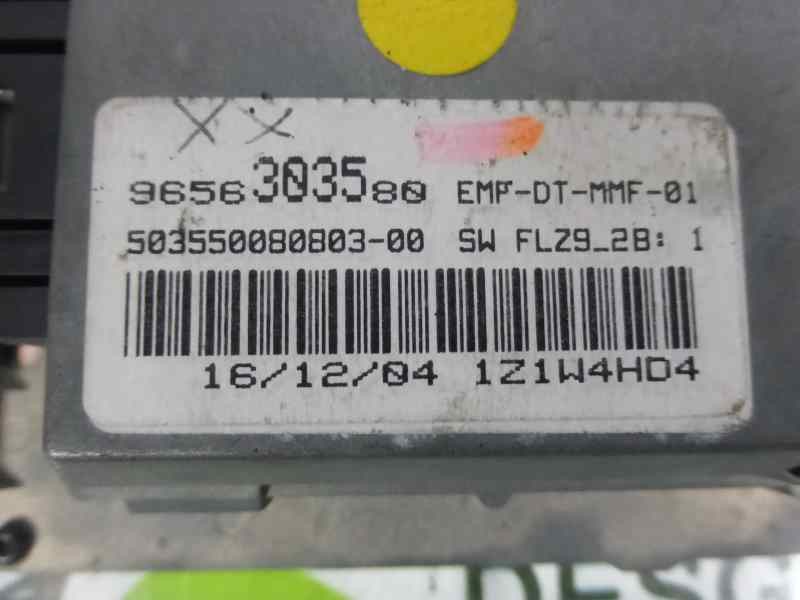 XX
9656303580 EMF-DT-MMF-01
503550080803-00 SW FLZ9_2B: 1
16/12/04 1Z1W4HD4